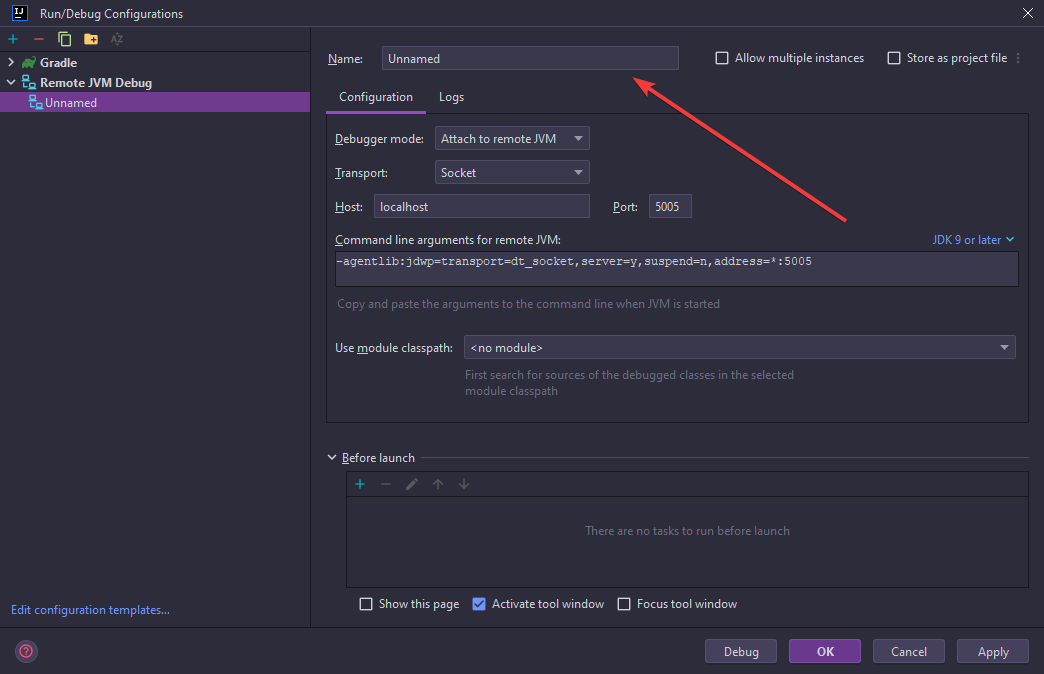 IJ
Run/Debug Configurations
Gradle
Remote JVM Debug
Unnamed
Name: Unnamed
Allow multiple instances
Store as project file
Configuration Logs
Debugger mode: Attach to remote JVM
Transport: Socket
Host: localhost Port: 5005
Command line arguments for remote JVM: JDK 9 or later
-agentlib:jdwp=transport=dt_socket,server=y,suspend=n,address=*:5005
Copy and paste the arguments to the command line when JVM is started
Use module classpath: <no module>
First search for sources of the debugged classes in the selected
module classpath
Before launch
There are no tasks to run before launch
Show this page Activate tool window Focus tool window
Edit configuration templates...
? Debug OK Cancel Apply